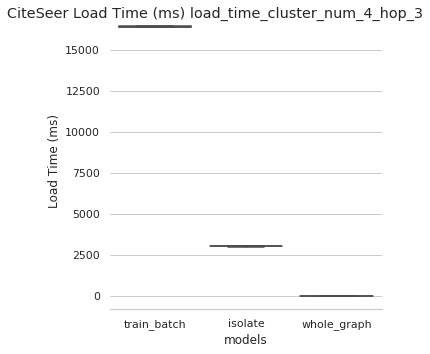 CiteSeer Load Time (ms) load_time_cluster_num_4_hop_3
15000
12500
10000
7500
5000
2500
0
Load Time (ms)
train_batch isolate whole_graph
models